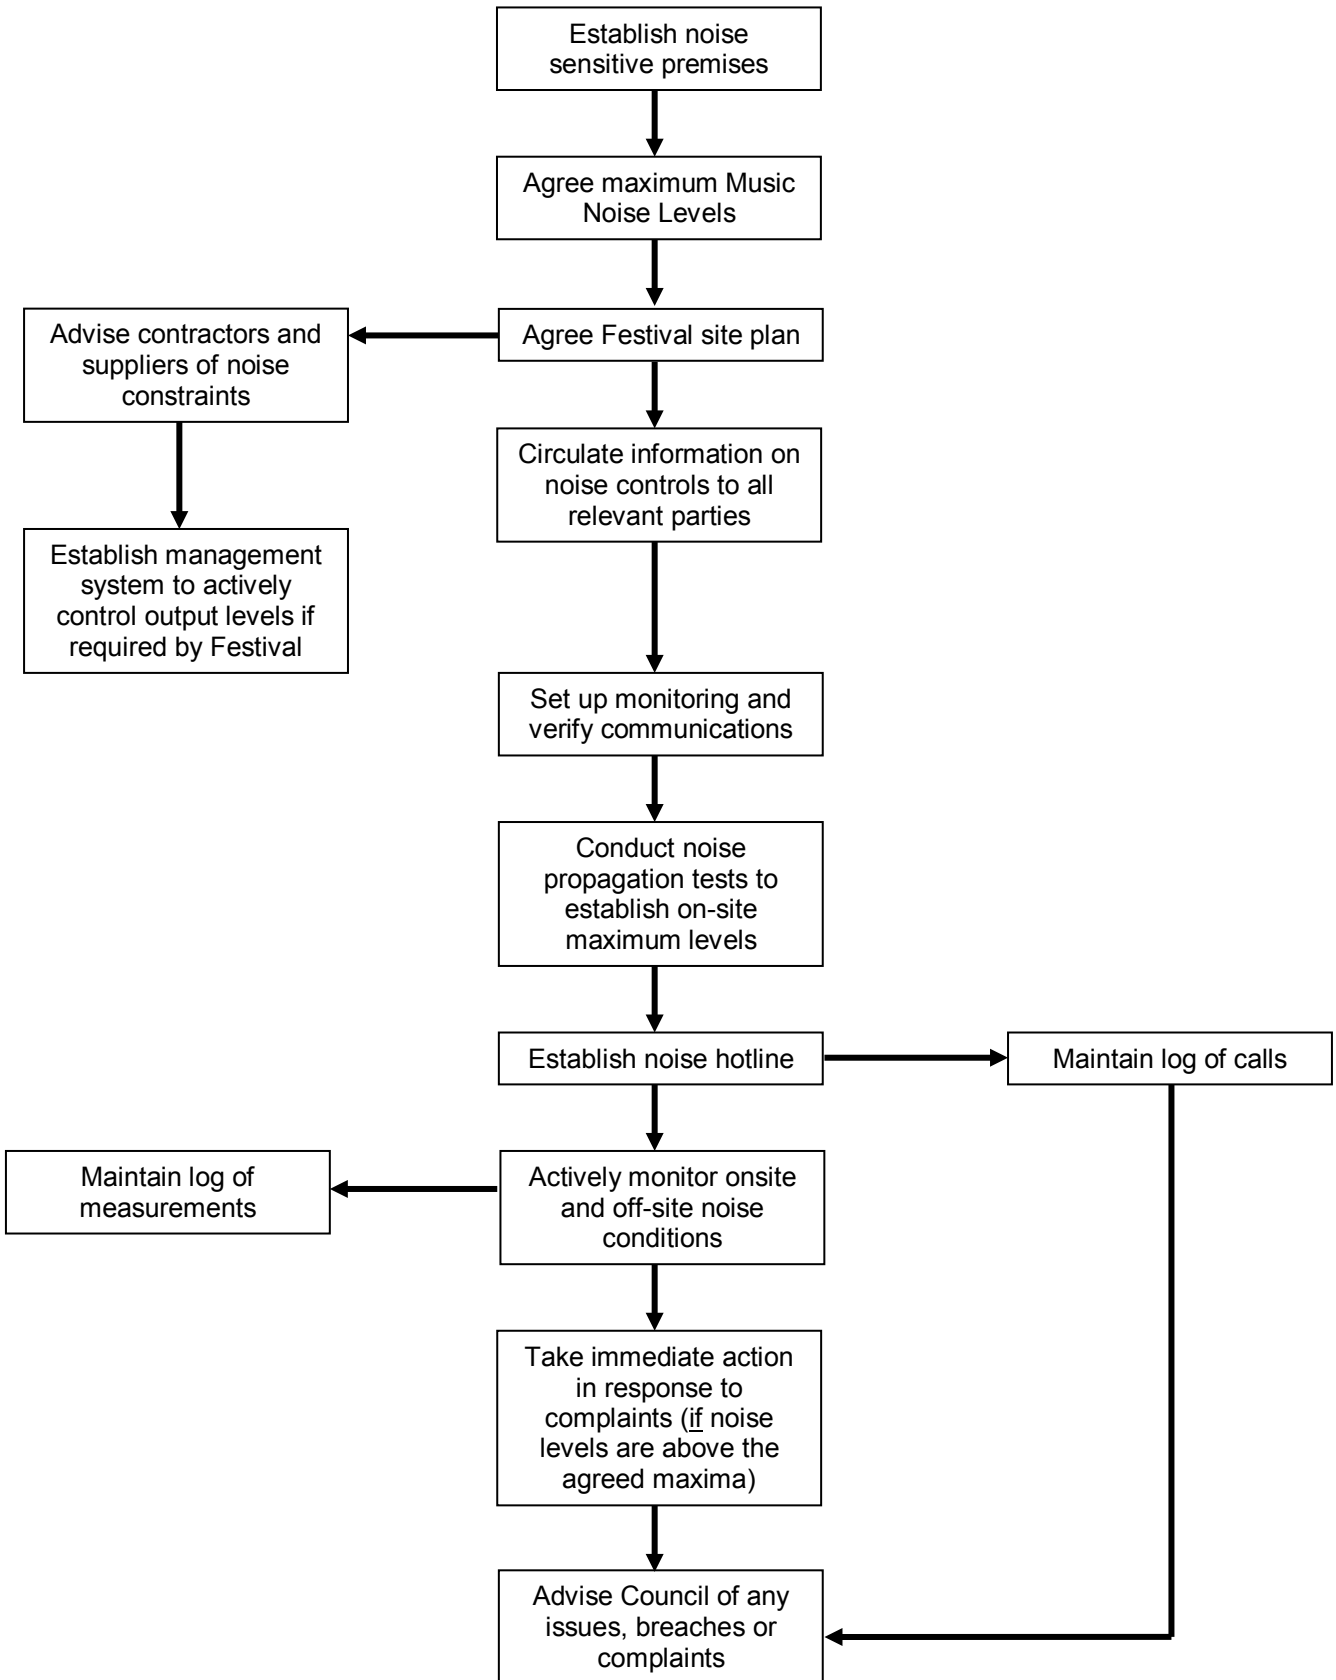 Establish noise
sensitive premises
Agree maximum Music
Noise Levels
Agree Festival site plan
Advise contractors and
suppliers of noise
constraints
Circulate information on
noise controls to all
relevant parties
Establish management
system to actively
control output levels if
required by Festival
Set up monitoring and
verify communications
Conduct noise
propagation tests to
establish on-site
maximum levels
Establish noise hotline
Maintain log of calls
Actively monitor onsite
and off-site noise
conditions
Maintain log of
measurements
Take immediate action
in response to
complaints (if noise
levels are above the
agreed maxima)
Advise Council of any
issues, breaches or
complaints